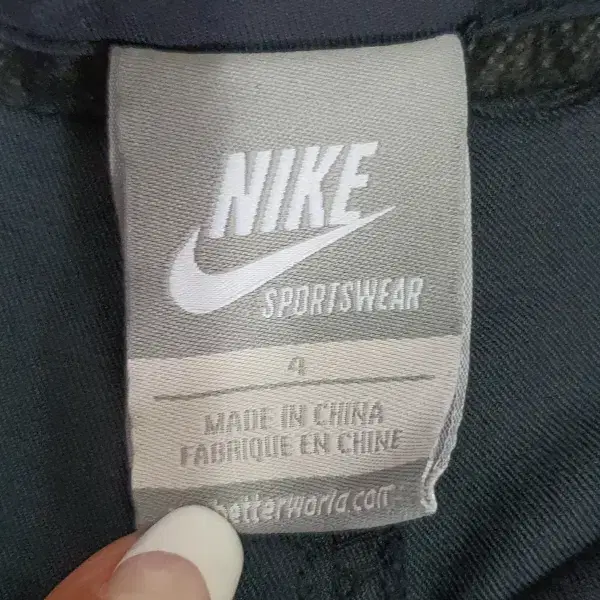 NIKE
SPORTSWEAR
4
MADE IN CHINA
FABRIQUE EN CHINE
betterworld.com